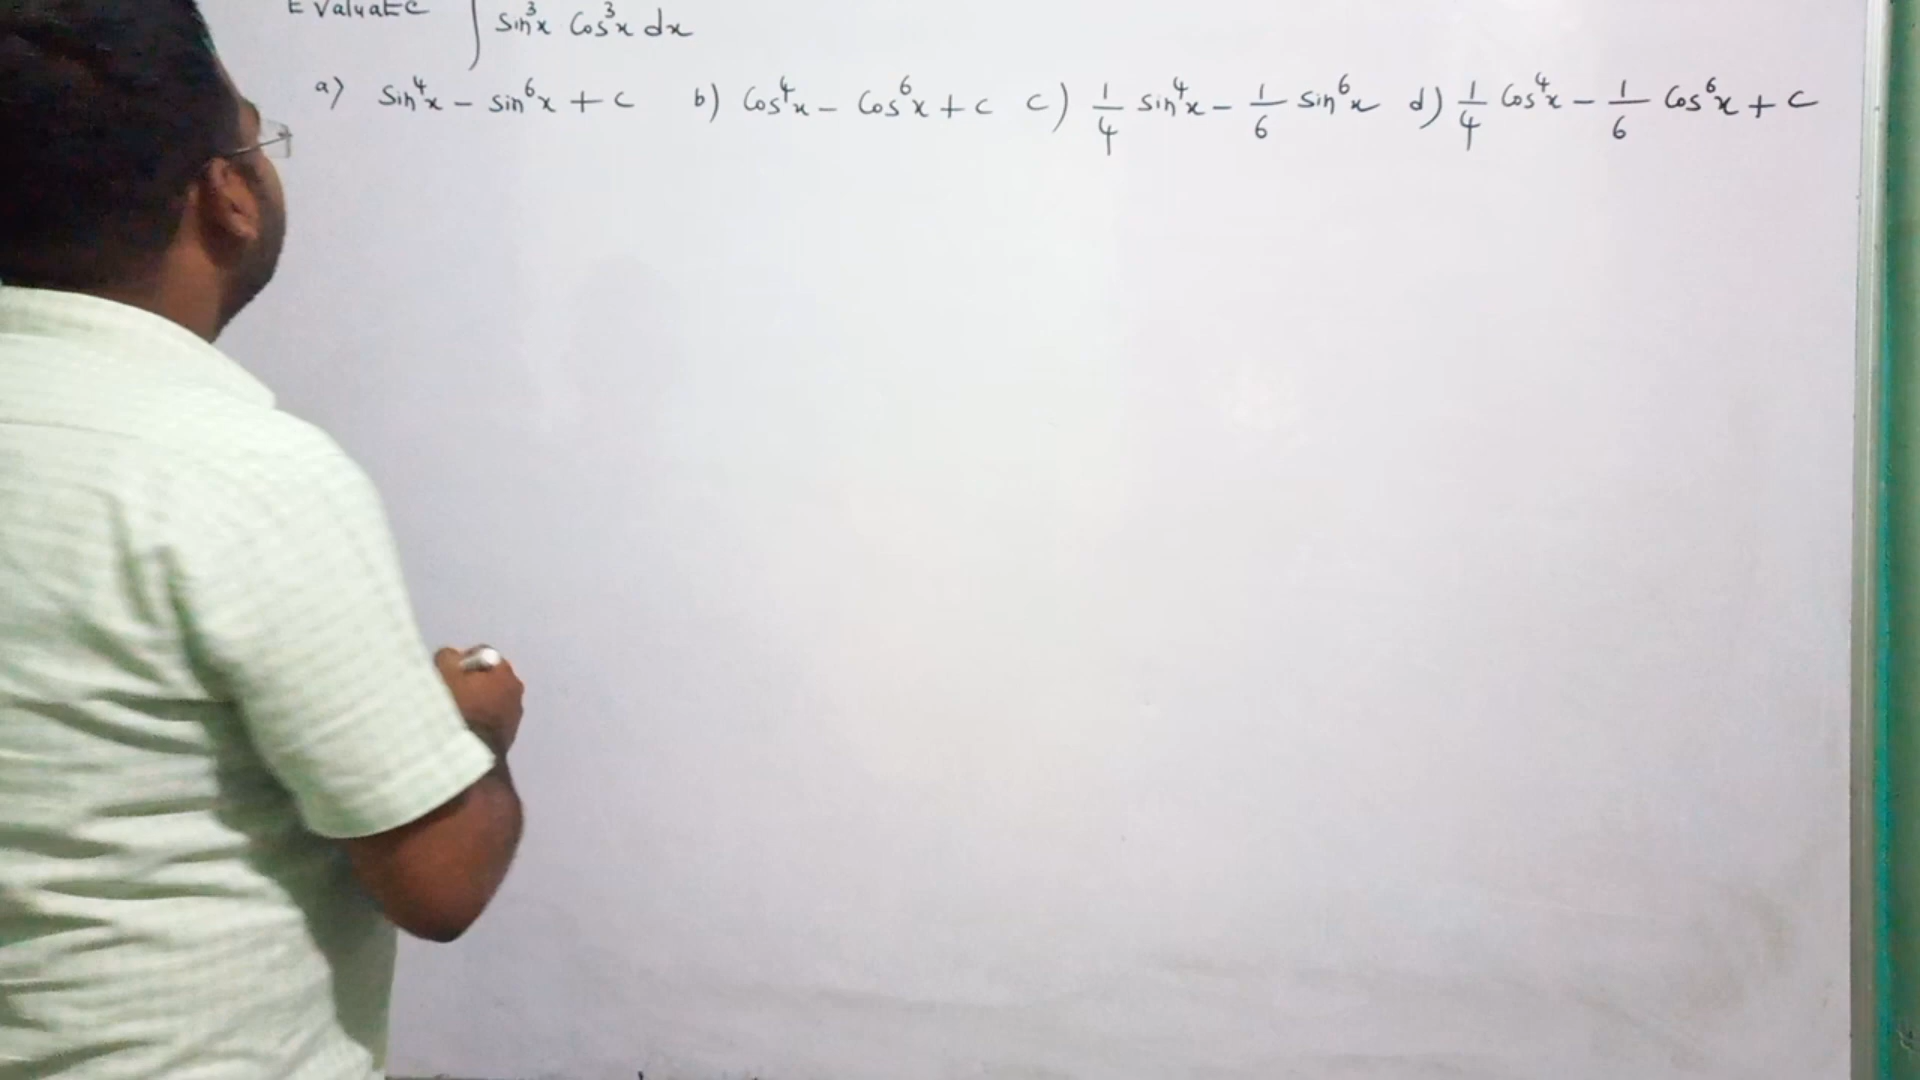 Evaluate ∫ sin³x cos³x dx
a) sin⁴x – sin⁶x + c b) cos⁴x – cos⁶x + c c) 1/4 sin⁴x – 1/6 sin⁶x d) 1/4 cos⁴x – 1/6 cos⁶x + c